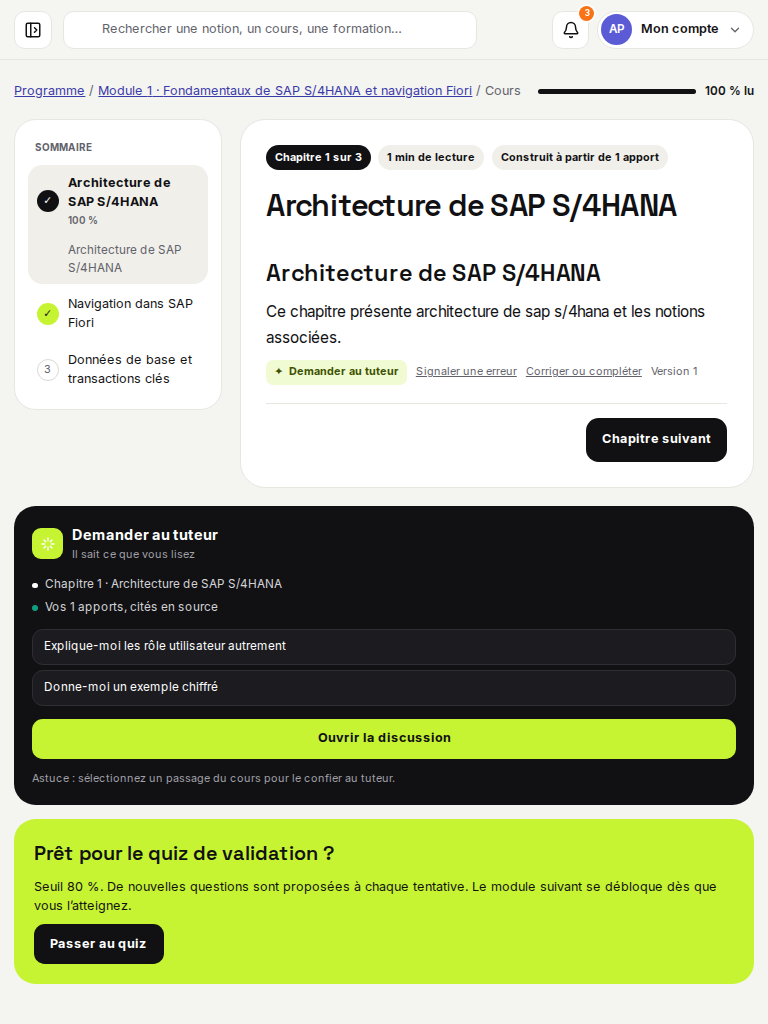 Rechercher une notion, un cours, une formation…
3
AP
Mon compte
Programme / Module 1 · Fondamentaux de SAP S/4HANA et navigation Fiori / Cours
100 % lu
SOMMAIRE
✓
Architecture de
SAP S/4HANA
100 %
Architecture de SAP
S/4HANA
✓
Navigation dans SAP
Fiori
3
Données de base et
transactions clés
Chapitre 1 sur 3
1 min de lecture
Construit à partir de 1 apport
Architecture de SAP S/4HANA
Architecture de SAP S/4HANA
Ce chapitre présente architecture de sap s/4hana et les notions
associées.
✦ Demander au tuteur
Signaler une erreur
Corriger ou compléter
Version 1
Chapitre suivant
Demander au tuteur
Il sait ce que vous lisez
Chapitre 1 · Architecture de SAP S/4HANA
Vos 1 apports, cités en source
Explique-moi les rôle utilisateur autrement
Donne-moi un exemple chiffré
Ouvrir la discussion
Astuce : sélectionnez un passage du cours pour le confier au tuteur.
Prêt pour le quiz de validation ?
Seuil 80 %. De nouvelles questions sont proposées à chaque tentative. Le module suivant se débloque dès que
vous l'atteignez.
Passer au quiz